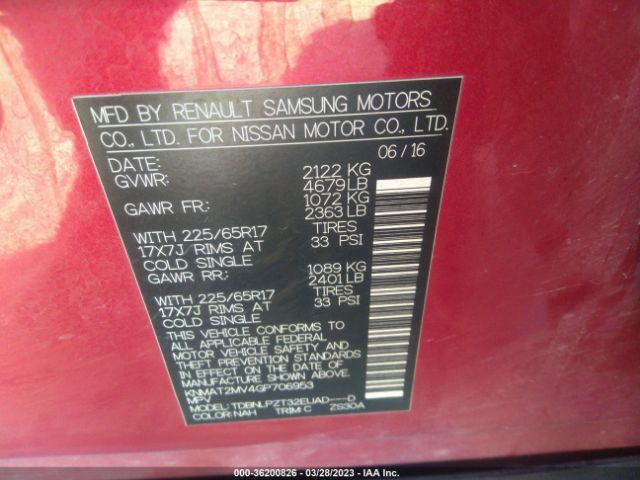 MFD BY RENAULT SAMSUNG MOTORS
CO., LTD. FOR NISSAN MOTOR CO., LTD.
DATE: 06 / 16
GVWR: 2122 KG
4679 LB
GAWR FR: 1072 KG
2363 LB
WITH 225/65R17 TIRES
17X7J RIMS AT 33 PSI
COLD SINGLE
GAWR RR: 1089 KG
2401 LB
WITH 225/65R17 TIRES
17X7J RIMS AT 33 PSI
COLD SINGLE
THIS VEHICLE CONFORMS TO
ALL APPLICABLE FEDERAL
MOTOR VEHICLE SAFETY AND
THEFT PREVENTION STANDARDS
IN EFFECT ON THE DATE OF
MANUFACTURE SHOWN ABOVE.
KNMAT2MV4GP706953
MPV
MODEL: TDBNLPZT32EUAD---D
COLOR: NAH TRIM: C ZS30A
000-36200826 - 03/28/2023 - IAA Inc.